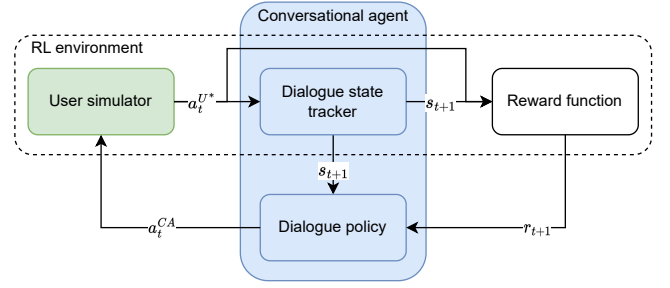 Conversational agent
RL environment
User simulator
a_t^{U*}
Dialogue state
tracker
s_{t+1}
Reward function
s_{t+1}
a_t^{CA}
Dialogue policy
r_{t+1}